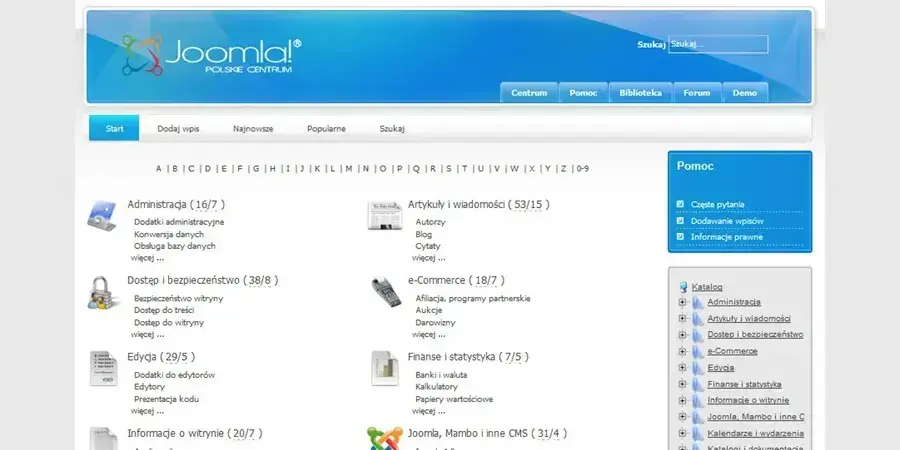 Joomla!®
POLSKIE CENTRUM
Szukaj Szukaj...
Centrum Pomoc Biblioteka Forum Demo
Start Dodaj wpis Najnowsze Popularne Szukaj
A | B | C | D | E | F | G | H | I | J | K | L | M | N | O | P | Q | R | S | T | U | V | W | X | Y | Z | 0-9
Administracja ( 16/7 )
Dodatki administracyjne
Konwersja danych
Obsługa bazy danych
więcej ...
Artykuły i wiadomości ( 53/15 )
Autorzy
Blog
Cytaty
więcej ...
Dostęp i bezpieczeństwo ( 38/8 )
Bezpieczeństwo witryny
Dostęp do treści
Dostęp do witryny
więcej ...
e-Commerce ( 18/7 )
Afiliacja, programy partnerskie
Aukcje
Darowizny
więcej ...
Edycja ( 29/5 )
Dodatki do edytorów
Edytory
Prezentacja kodu
więcej ...
Finanse i statystyka ( 7/5 )
Banki i waluta
Kalkulatory
Papiery wartościowe
więcej ...
Informacje o witrynie ( 20/7 )
Joomla, Mambo i inne CMS ( 31/4 )
Pomoc
Częste pytania
Dodawanie wpisów
Informacje prawne
Katalog
Administracja
Artykuły i wiadomości
Dostęp i bezpieczeństwo
e-Commerce
Edycja
Finanse i statystyka
Informacje o witrynie
Joomla, Mambo i inne C
Kalendarze i wydarzenia
Katalogi i dokumentacja